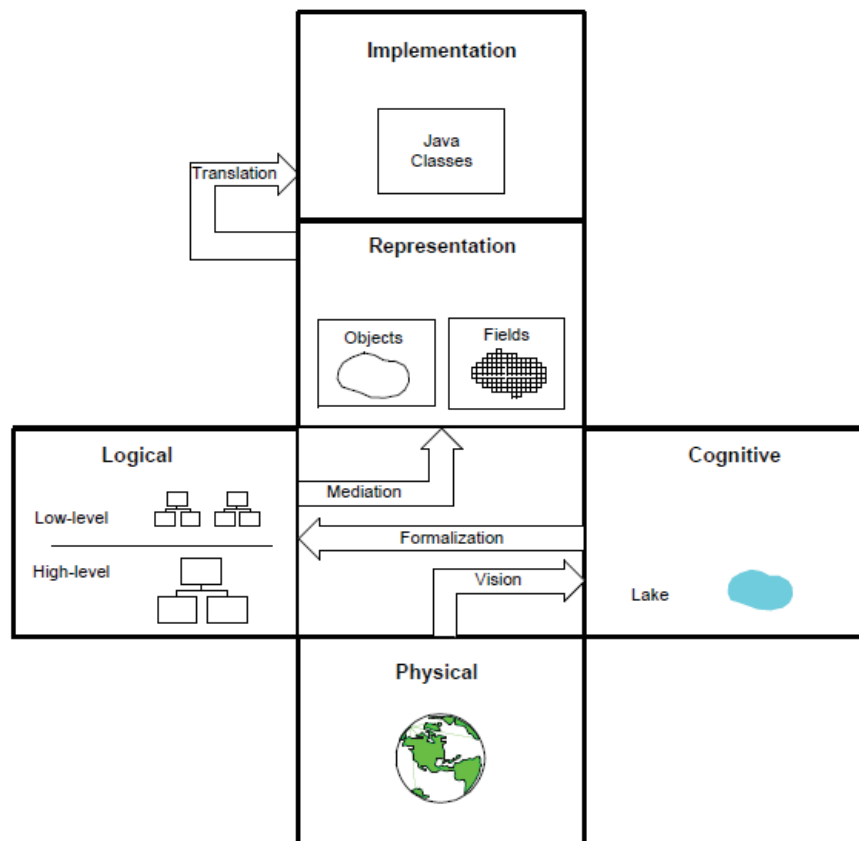 Implementation
Java
Classes
Translation
Representation
Objects
Fields
Logical
Cognitive
Mediation
Low-level
Formalization
High-level
Vision
Lake
Physical